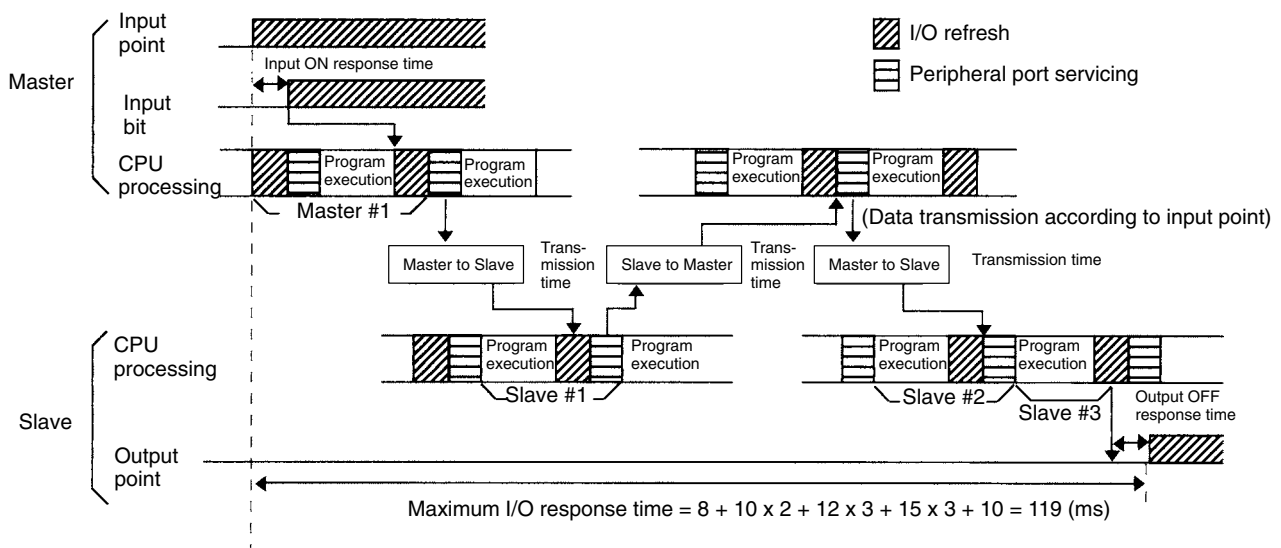 Input
point
I/O refresh
Peripheral port servicing
Input ON response time
Master
Input
bit
CPU
processing
Program
execution
Program
execution
Program
execution
Program
execution
Master #1
(Data transmission according to input point)
Master to Slave
Trans-
mission
time
Slave to Master
Trans-
mission
time
Master to Slave
Transmission time
CPU
processing
Program
execution
Program
execution
Program
execution
Program
execution
Slave #1
Slave #2
Slave #3
Output OFF
response time
Slave
Output
point
Maximum I/O response time = 8 + 10 x 2 + 12 x 3 + 15 x 3 + 10 = 119 (ms)